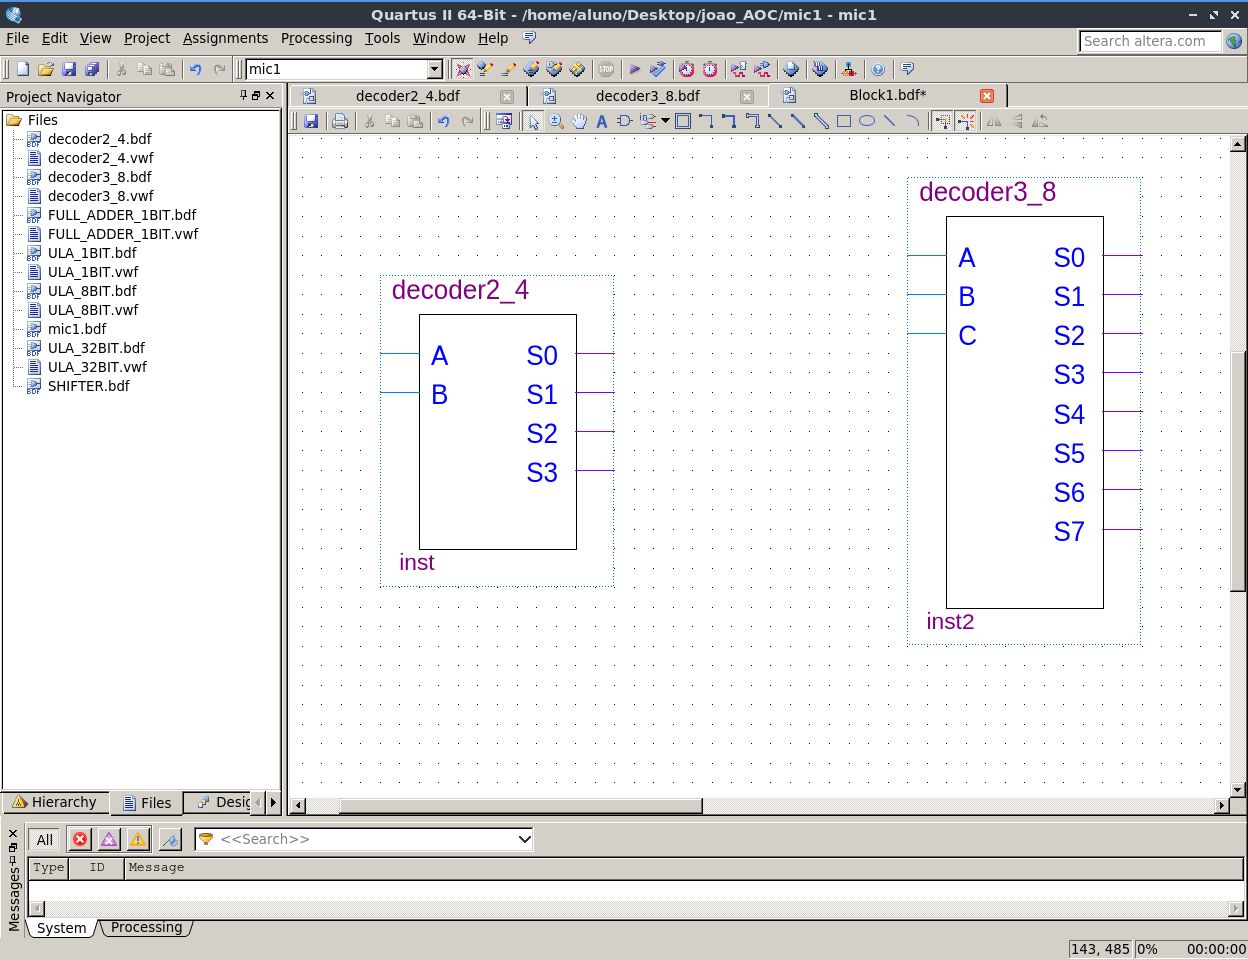 Quartus II 64-Bit - /home/aluno/Desktop/joao_AOC/mic1 - mic1
File Edit View Project Assignments Processing Tools Window Help
Search altera.com
mic1
Project Navigator
decoder2_4.bdf
decoder3_8.bdf
Block1.bdf*
Files
decoder2_4.bdf
decoder2_4.vwf
decoder3_8.bdf
decoder3_8.vwf
FULL_ADDER_1BIT.bdf
FULL_ADDER_1BIT.vwf
ULA_1BIT.bdf
ULA_1BIT.vwf
ULA_8BIT.bdf
ULA_8BIT.vwf
mic1.bdf
ULA_32BIT.bdf
ULA_32BIT.vwf
SHIFTER.bdf
decoder2_4
A S0
B S1
S2
S3
inst
decoder3_8
A S0
B S1
C S2
S3
S4
S5
S6
S7
inst2
Hierarchy Files Desig
All <<Search>>
Type ID Message
Messages
System Processing
143, 485 0% 00:00:00